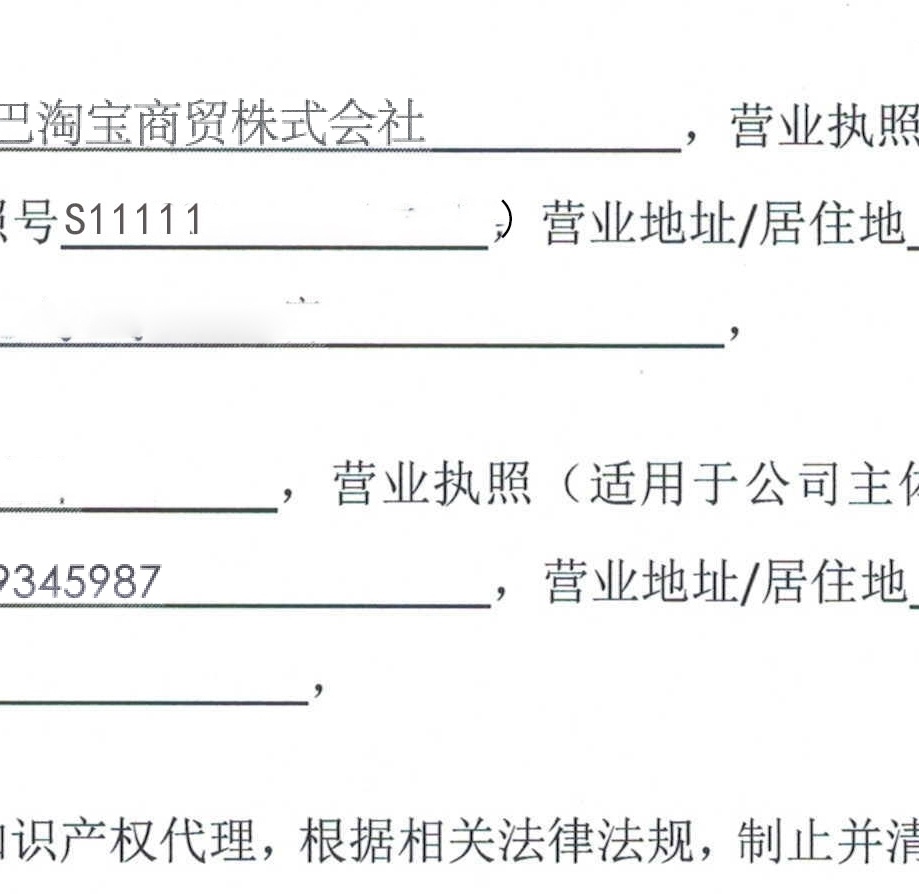 巴淘宝商贸株式会社，营业执照
照号S11111）营业地址/居住地
，
，营业执照（适用于公司主体
9345987，营业地址/居住地
，
知识产权代理，根据相关法律法规，制止并清